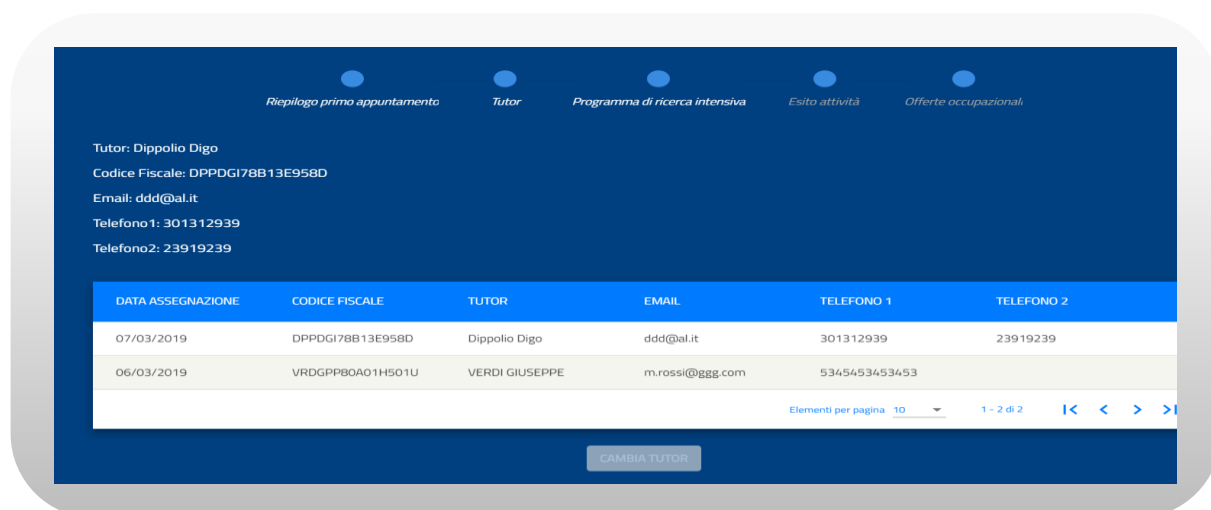 Riepilogo primo appuntamento Tutor Programma di ricerca intensiva Esito attività Offerte occupazionali
Tutor: Dippolio Digo
Codice Fiscale: DPPDGI78B13E958D
Email: ddd@al.it
Telefono1: 301312939
Telefono2: 23919239
DATA ASSEGNAZIONE CODICE FISCALE TUTOR EMAIL TELEFONO 1 TELEFONO 2
07/03/2019 DPPDGI78B13E958D Dippolio Digo ddd@al.it 301312939 23919239
06/03/2019 VRDGPP80A01H501U VERDI GIUSEPPE m.rossi@ggg.com 5345453453453
Elementi per pagina 10 1 - 2 di 2
CAMBIA TUTOR